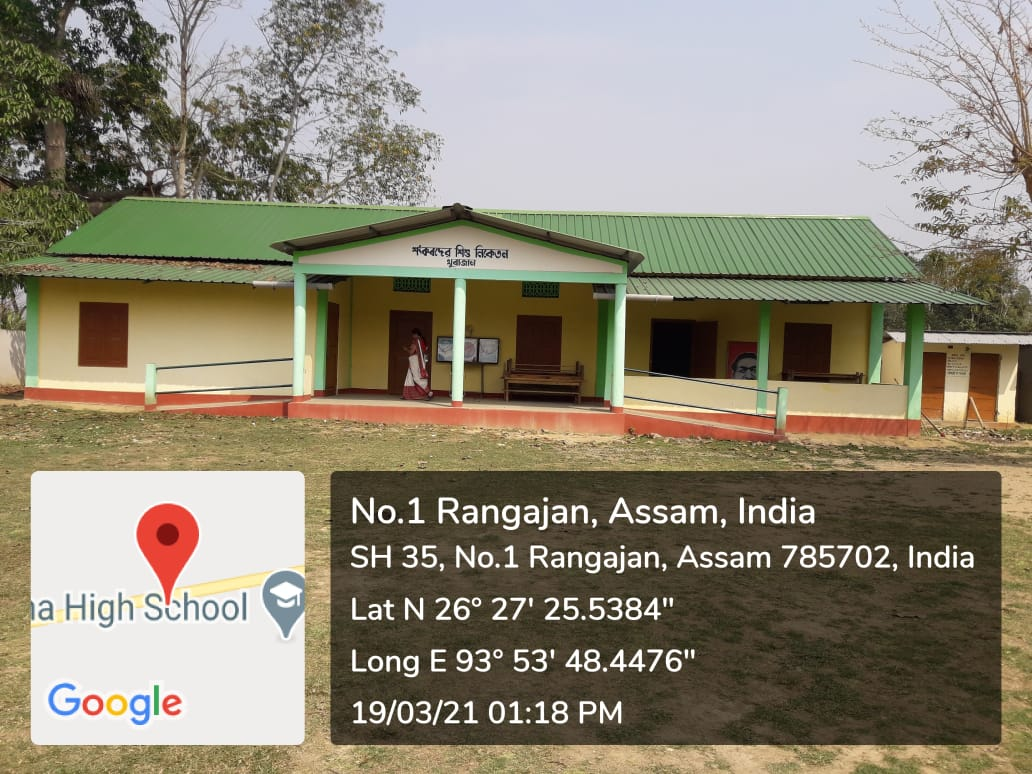 শংকৰদেৱ শিশু নিকেতন
ঘূৰাজান
No.1 Rangajan, Assam, India
SH 35, No.1 Rangajan, Assam 785702, India
na High School
Lat N 26° 27' 25.5384"
Long E 93° 53' 48.4476"
Google
19/03/21 01:18 PM